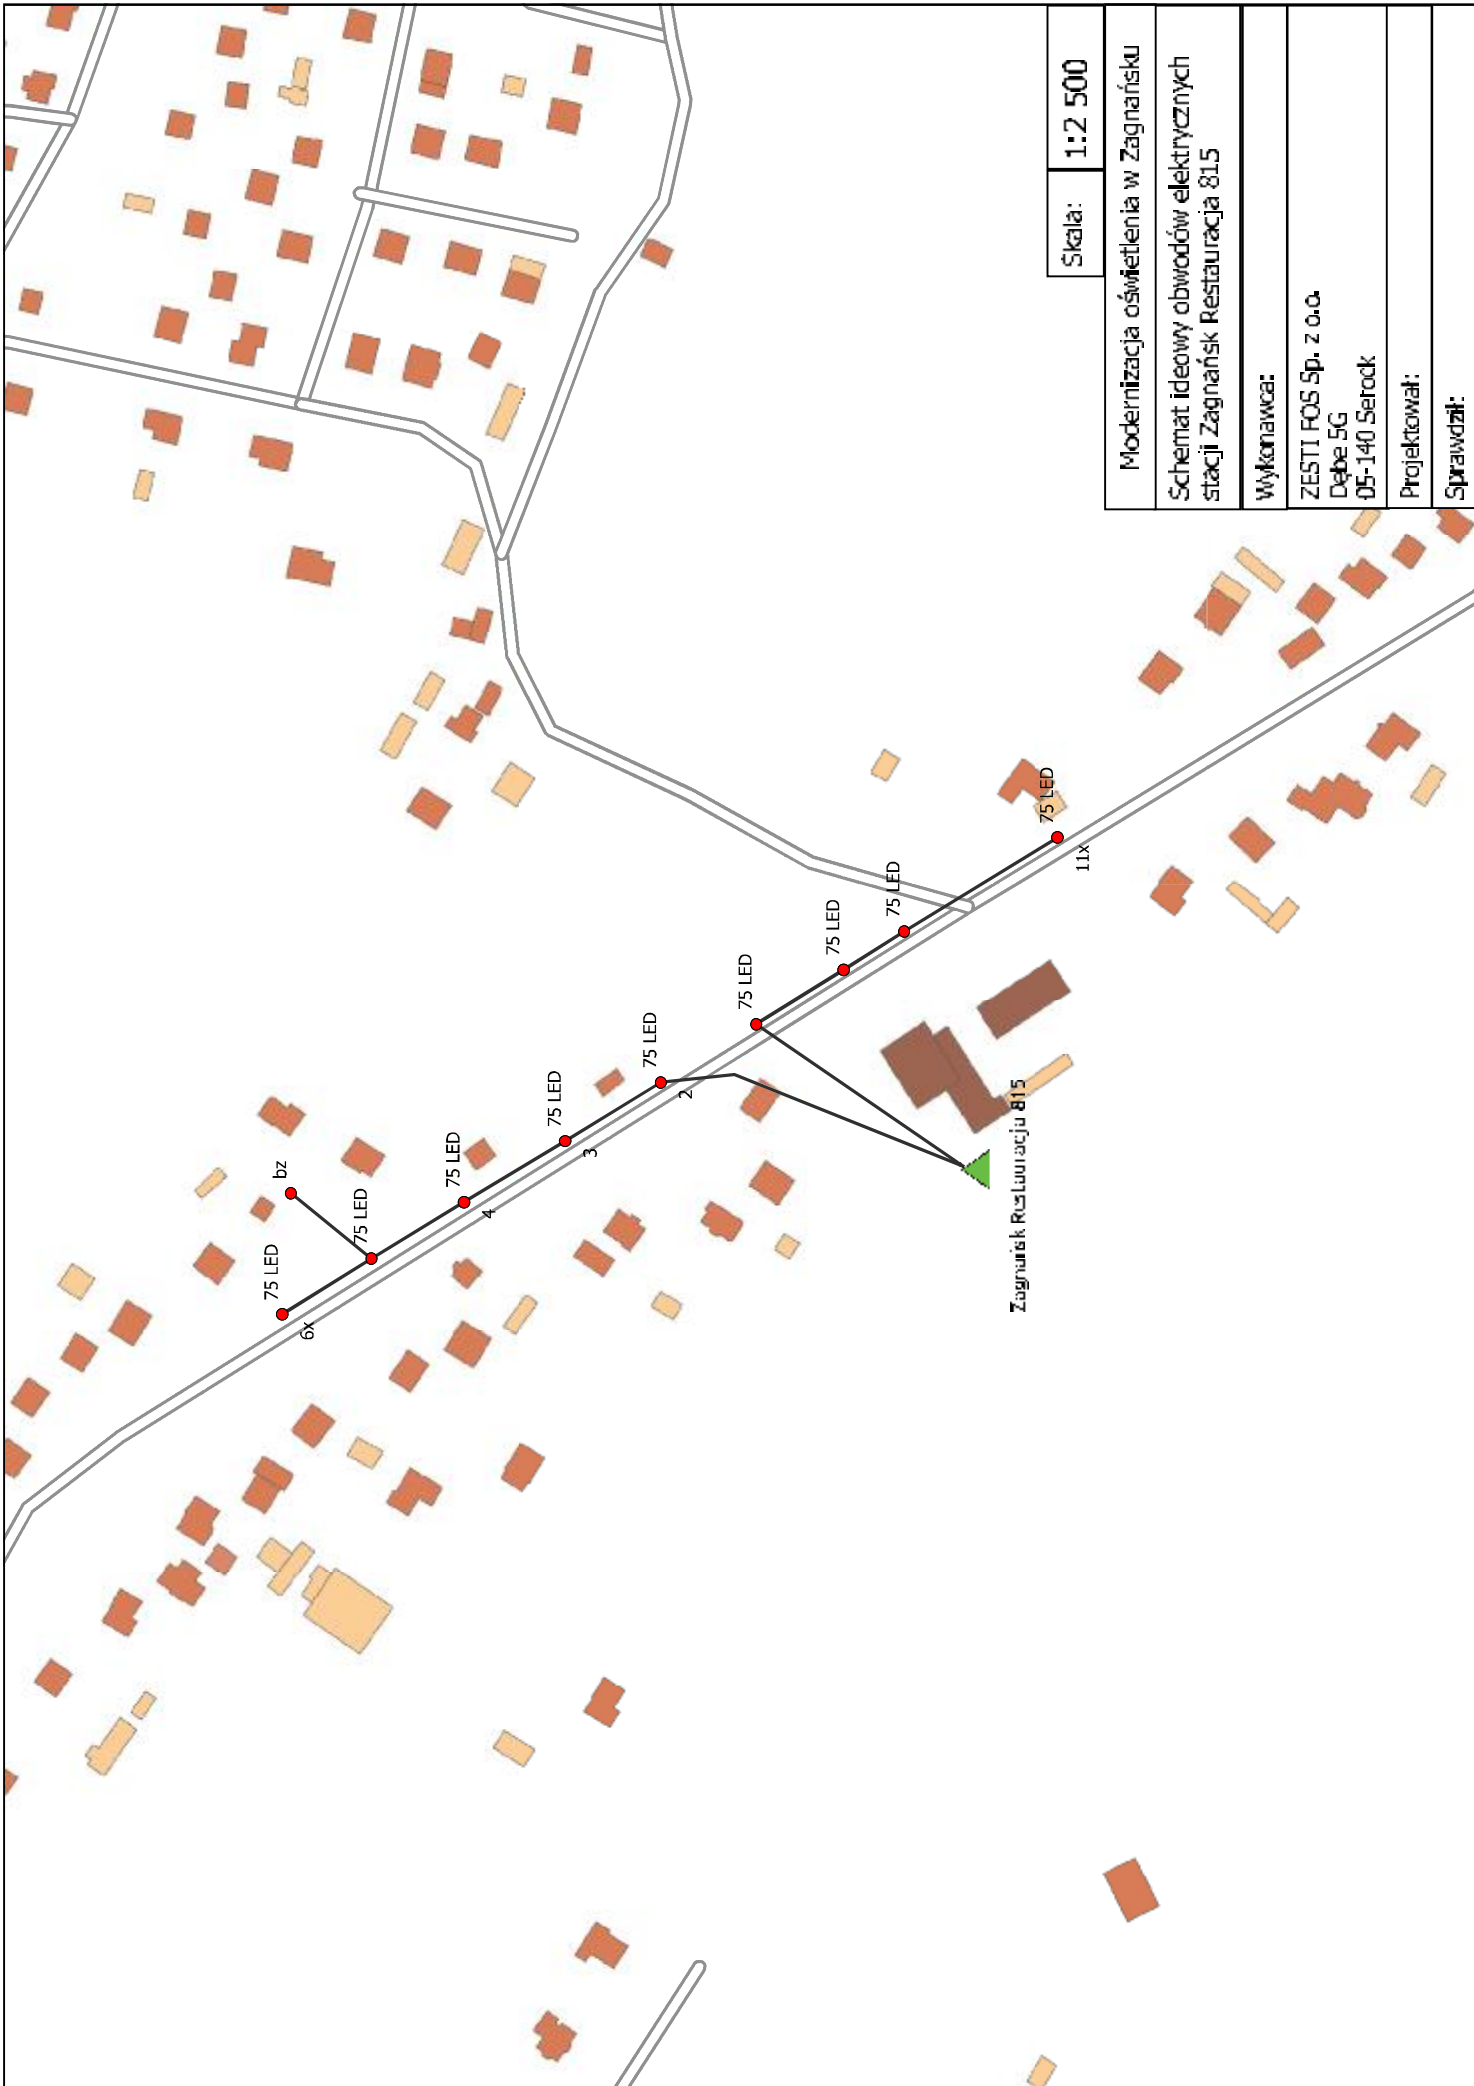 Skala: 1:2 500
Modernizacja oświetlenia w Zagnańsku
Schemat ideowy obwodów elektrycznych
stacji Zagnańsk Restauracja 815
Wykonawca:
ZESTI FOS Sp. z o.o.
Dębe 5G
05-140 Serock
Projektował:
Sprawdził:
75 LED
6x
bz
75 LED
75 LED
4
75 LED
3
75 LED
2
75 LED
75 LED
75 LED
75 LED
11x
Zagnańsk Restauracja 815